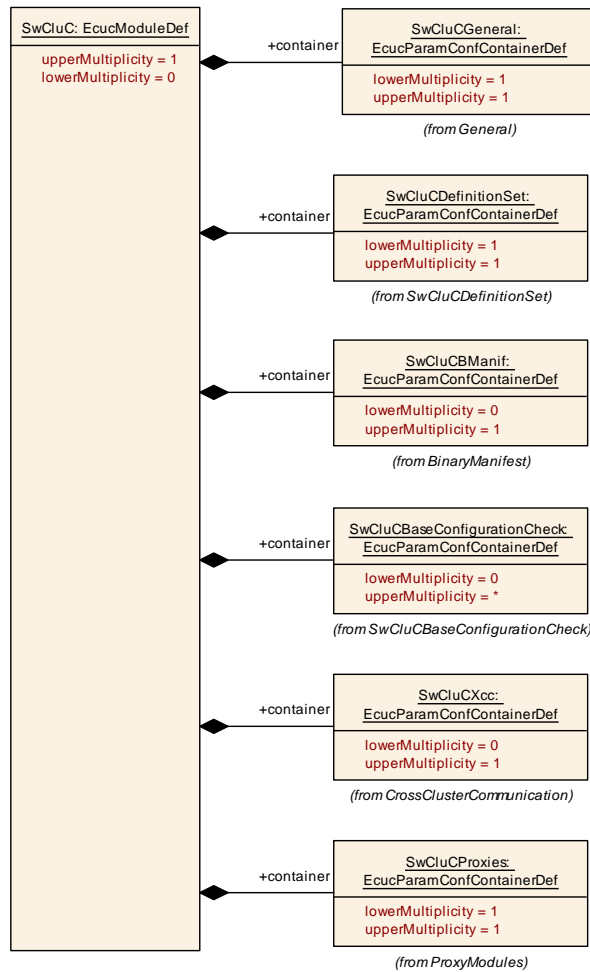 SwCluC: EcucModuleDef
upperMultiplicity = 1
lowerMultiplicity = 0
+container
SwCluCGeneral:
EcucParamConfContainerDef
lowerMultiplicity = 1
upperMultiplicity = 1
(from General)
+container
SwCluCDefinitionSet:
EcucParamConfContainerDef
lowerMultiplicity = 1
upperMultiplicity = 1
(from SwCluCDefinitionSet)
+container
SwCluCBManif:
EcucParamConfContainerDef
lowerMultiplicity = 0
upperMultiplicity = 1
(from BinaryManifest)
+container
SwCluCBaseConfigurationCheck:
EcucParamConfContainerDef
lowerMultiplicity = 0
upperMultiplicity = *
(from SwCluCBaseConfigurationCheck)
+container
SwCluCXcc:
EcucParamConfContainerDef
lowerMultiplicity = 0
upperMultiplicity = 1
(from CrossClusterCommunication)
+container
SwCluCProxies:
EcucParamConfContainerDef
lowerMultiplicity = 1
upperMultiplicity = 1
(from ProxyModules)